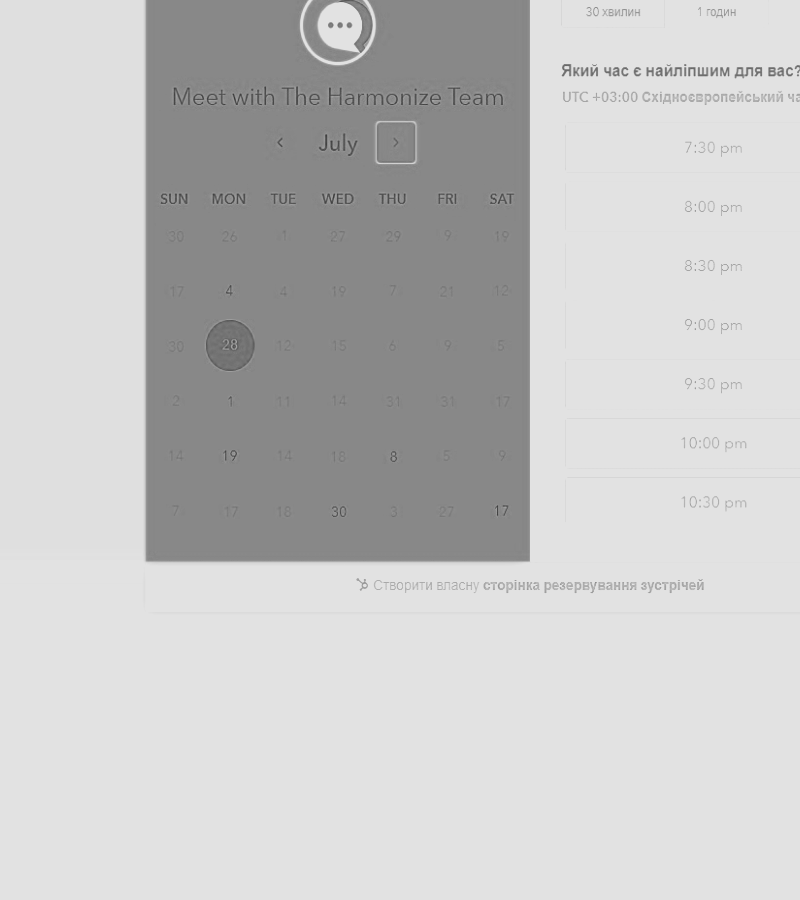 30 хвилин 1 годин
Meet with The Harmonize Team
July
SUN MON TUE WED THU FRI SAT
30 26 1 27 29 9 19
17 4 4 19 7 21 12
30 28 12 15 6 9 5
2 1 11 14 31 31 17
14 19 14 18 8 5 9
7 17 18 30 3 27 17
Який час є найліпшим для вас?
UTC +03:00 Східноєвропейський ча
7:30 pm
8:00 pm
8:30 pm
9:00 pm
9:30 pm
10:00 pm
10:30 pm
Створити власну сторінка резервування зустрічей